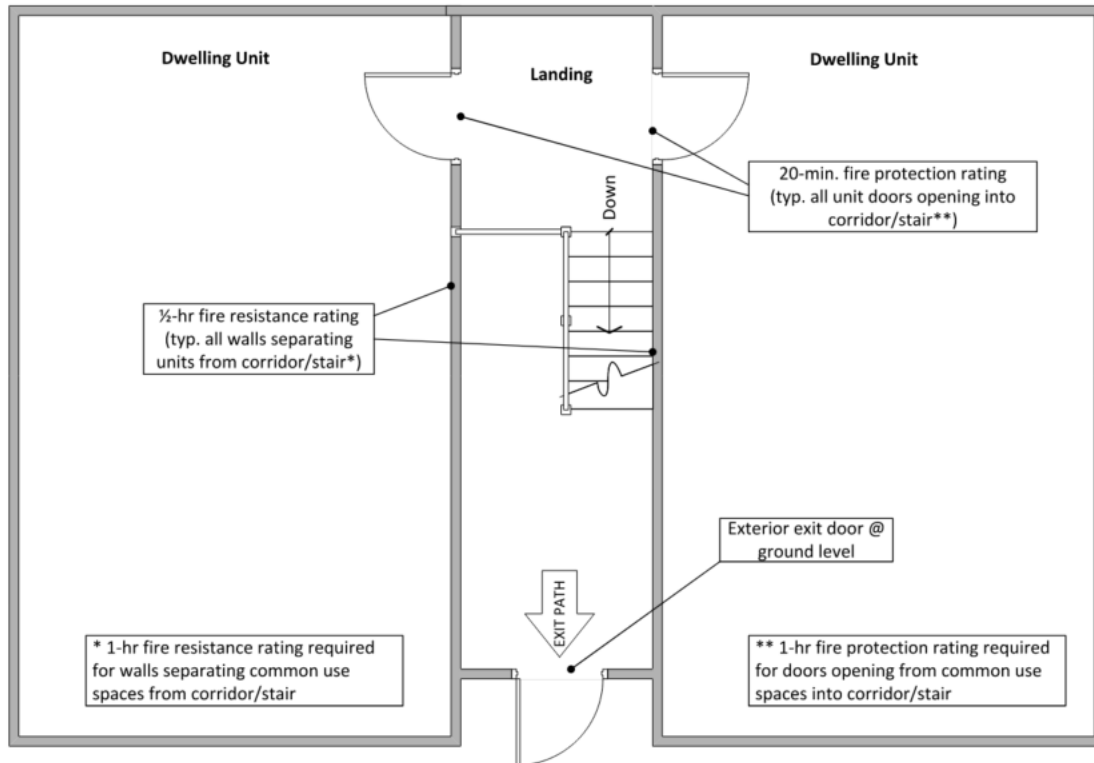 Dwelling Unit
Landing
Dwelling Unit
20-min. fire protection rating
(typ. all unit doors opening into
corridor/stair**)
Down
½-hr fire resistance rating
(typ. all walls separating
units from corridor/stair*)
Exterior exit door @
ground level
EXIT PATH
* 1-hr fire resistance rating required
for walls separating common use
spaces from corridor/stair
** 1-hr fire protection rating required
for doors opening from common use
spaces into corridor/stair